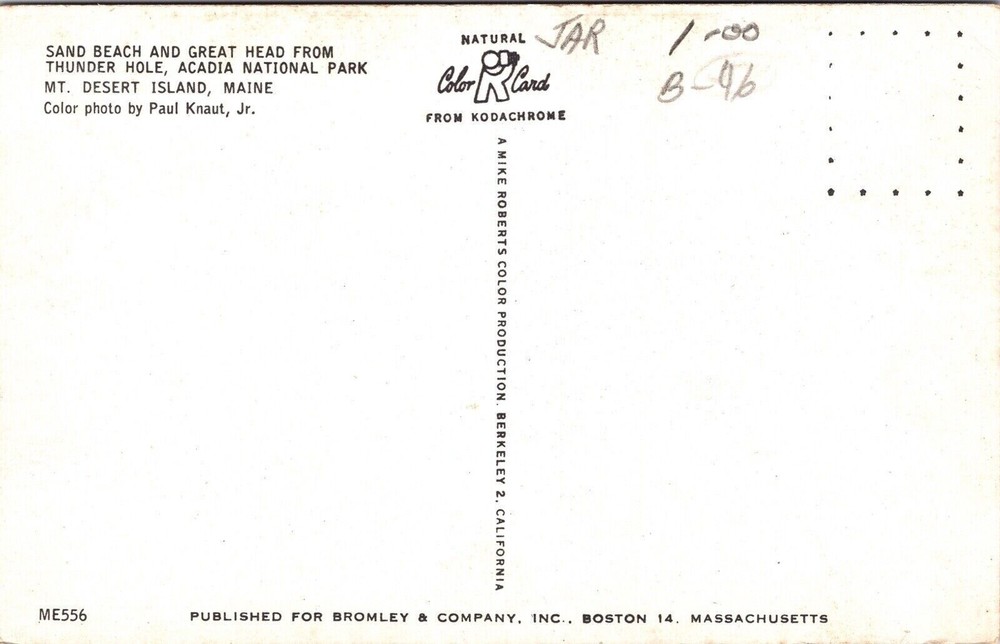 SAND BEACH AND GREAT HEAD FROM
THUNDER HOLE, ACADIA NATIONAL PARK
MT. DESERT ISLAND, MAINE
Color photo by Paul Knaut, Jr.
NATURAL
Color Card
FROM KODACHROME
JAR
1-00
B-46
A MIKE ROBERTS COLOR PRODUCTION. BERKELEY 2, CALIFORNIA
ME556
PUBLISHED FOR BROMLEY & COMPANY, INC., BOSTON 14, MASSACHUSETTS